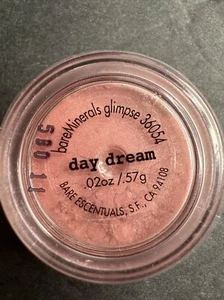 bareMinerals glimpse 36054
day dream
.02oz /.57g
BARE ESCENTUALS, S.F., CA 94108